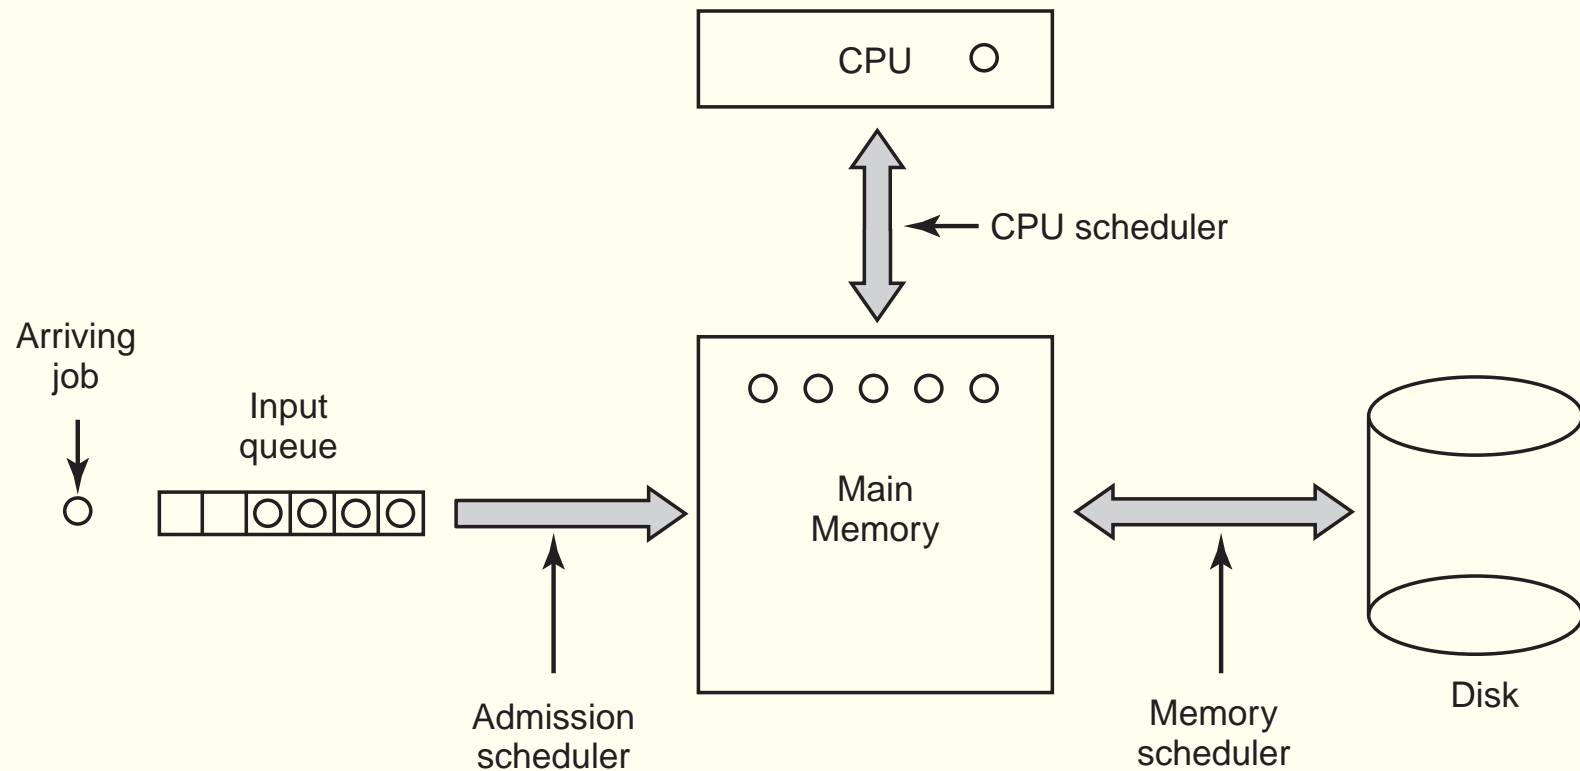 CPU
CPU scheduler
Arriving
job
Input
queue
Main
Memory
Admission
scheduler
Memory
scheduler
Disk